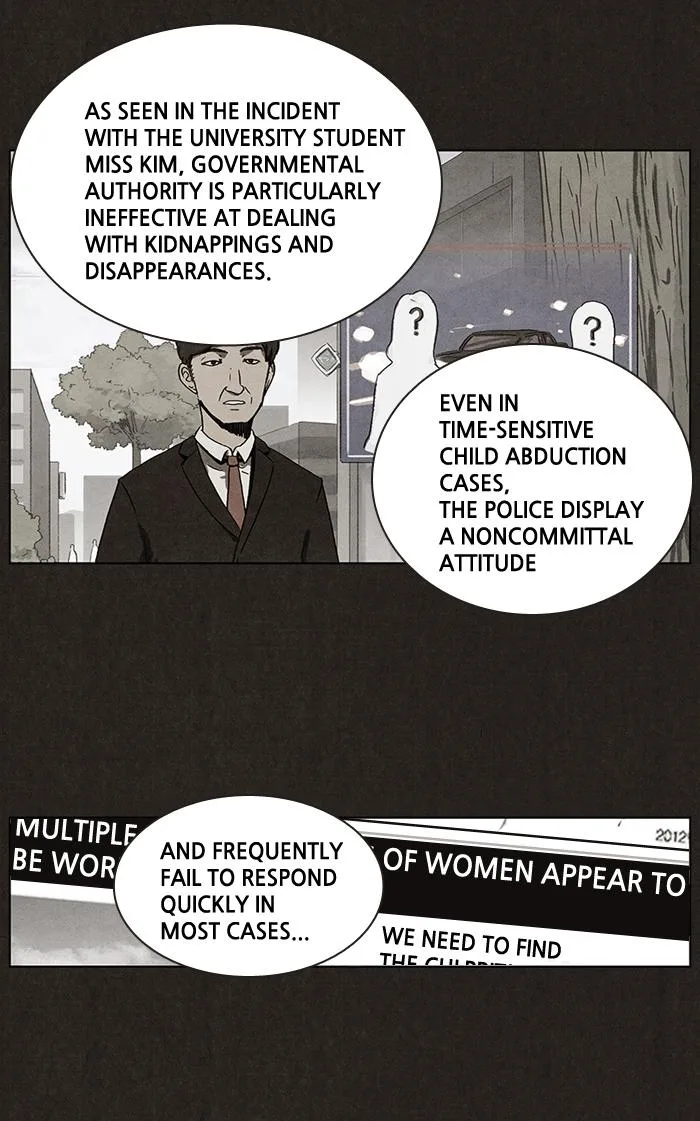 AS SEEN IN THE INCIDENT
WITH THE UNIVERSITY STUDENT
MISS KIM, GOVERNMENTAL
AUTHORITY IS PARTICULARLY
INEFFECTIVE AT DEALING
WITH KIDNAPPINGS AND
DISAPPEARANCES.
?
?
EVEN IN
TIME-SENSITIVE
CHILD ABDUCTION
CASES,
THE POLICE DISPLAY
A NONCOMMITTAL
ATTITUDE
2012
MULTIPLE
BE WOR
OF WOMEN APPEAR TO
AND FREQUENTLY
FAIL TO RESPOND
QUICKLY IN
MOST CASES...
WE NEED TO FIND
THE